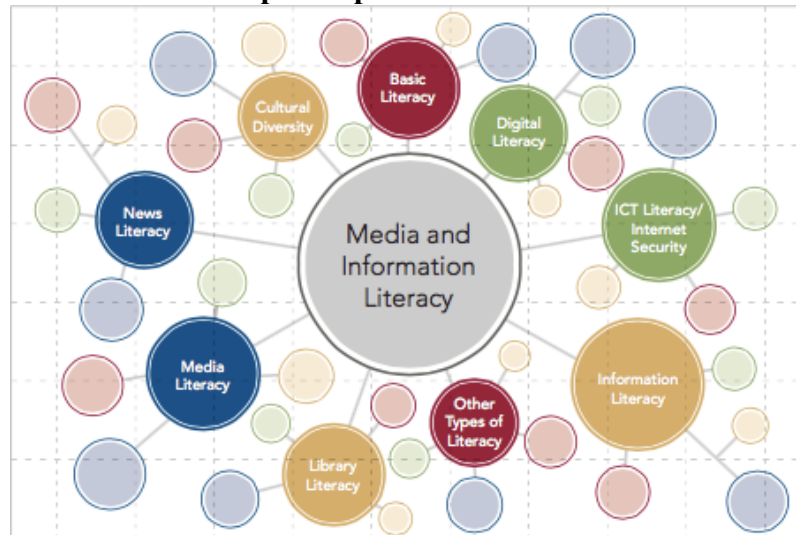 Basic
Literacy
Cultural
Diversity
Digital
Literacy
News
Literacy
ICT Literacy/
Internet
Security
Media and
Information
Literacy
Media
Literacy
Information
Literacy
Other
Types of
Literacy
Library
Literacy